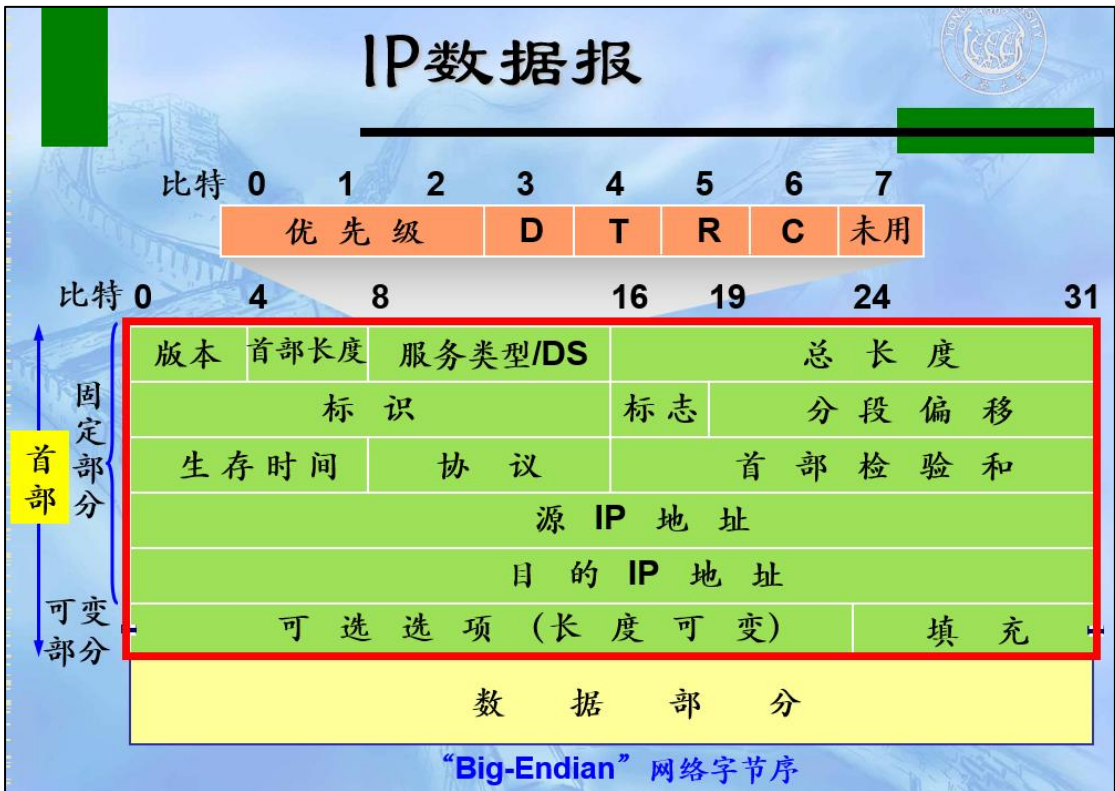 IP数据报
比特 0 1 2 3 4 5 6 7
优先级 D T R C 未用
比特 0 4 8 16 19 24 31
版本 首部长度 服务类型/DS 总长度
标识 标志 分段偏移
生存时间 协议 首部检验和
源 IP 地址
目的 IP 地址
可选选项 (长度可变) 填充
数据部分
首部
固定部分
可变部分
“Big-Endian”网络字节序